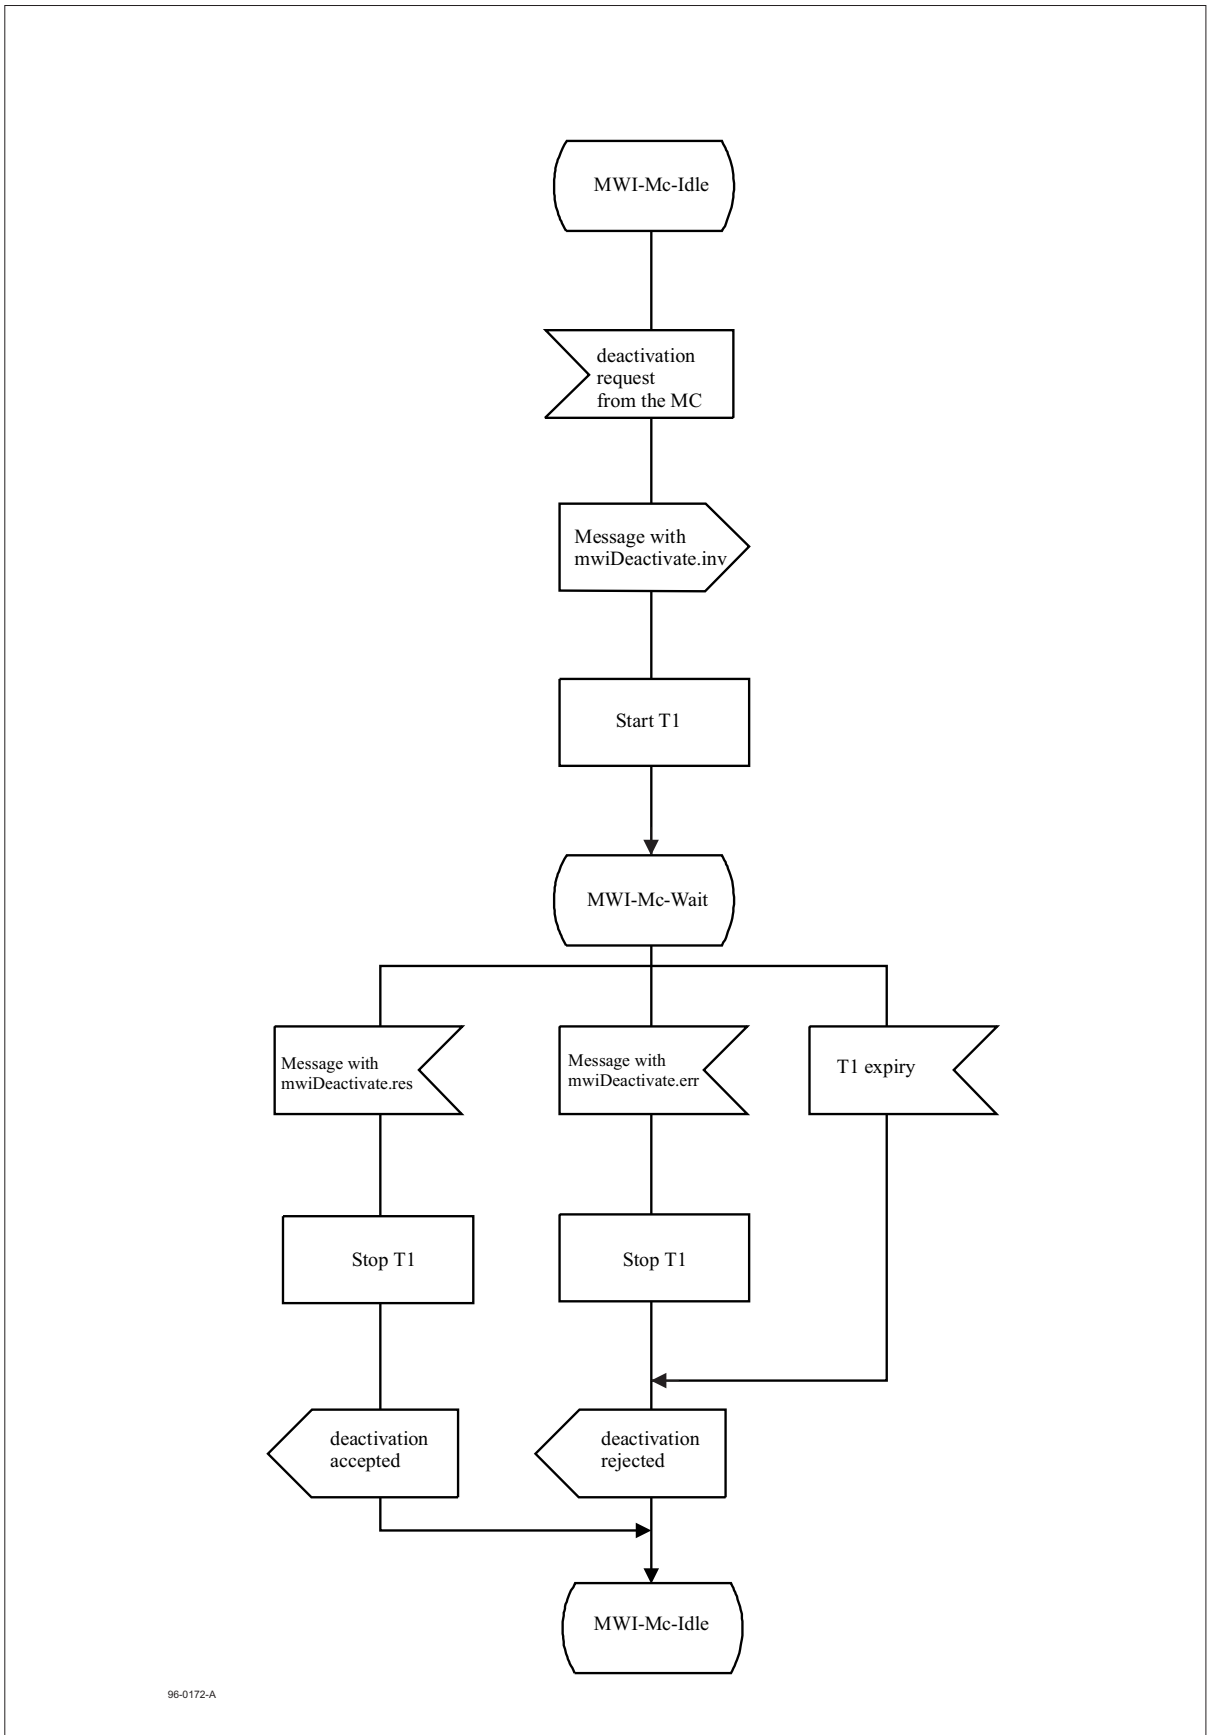 MWI-Mc-Idle
deactivation
request
from the MC
Message with
mwiDeactivate.inv
Start T1
MWI-Mc-Wait
Message with
mwiDeactivate.res
Message with
mwiDeactivate.err
T1 expiry
Stop T1
Stop T1
deactivation
accepted
deactivation
rejected
MWI-Mc-Idle
96-0172-A